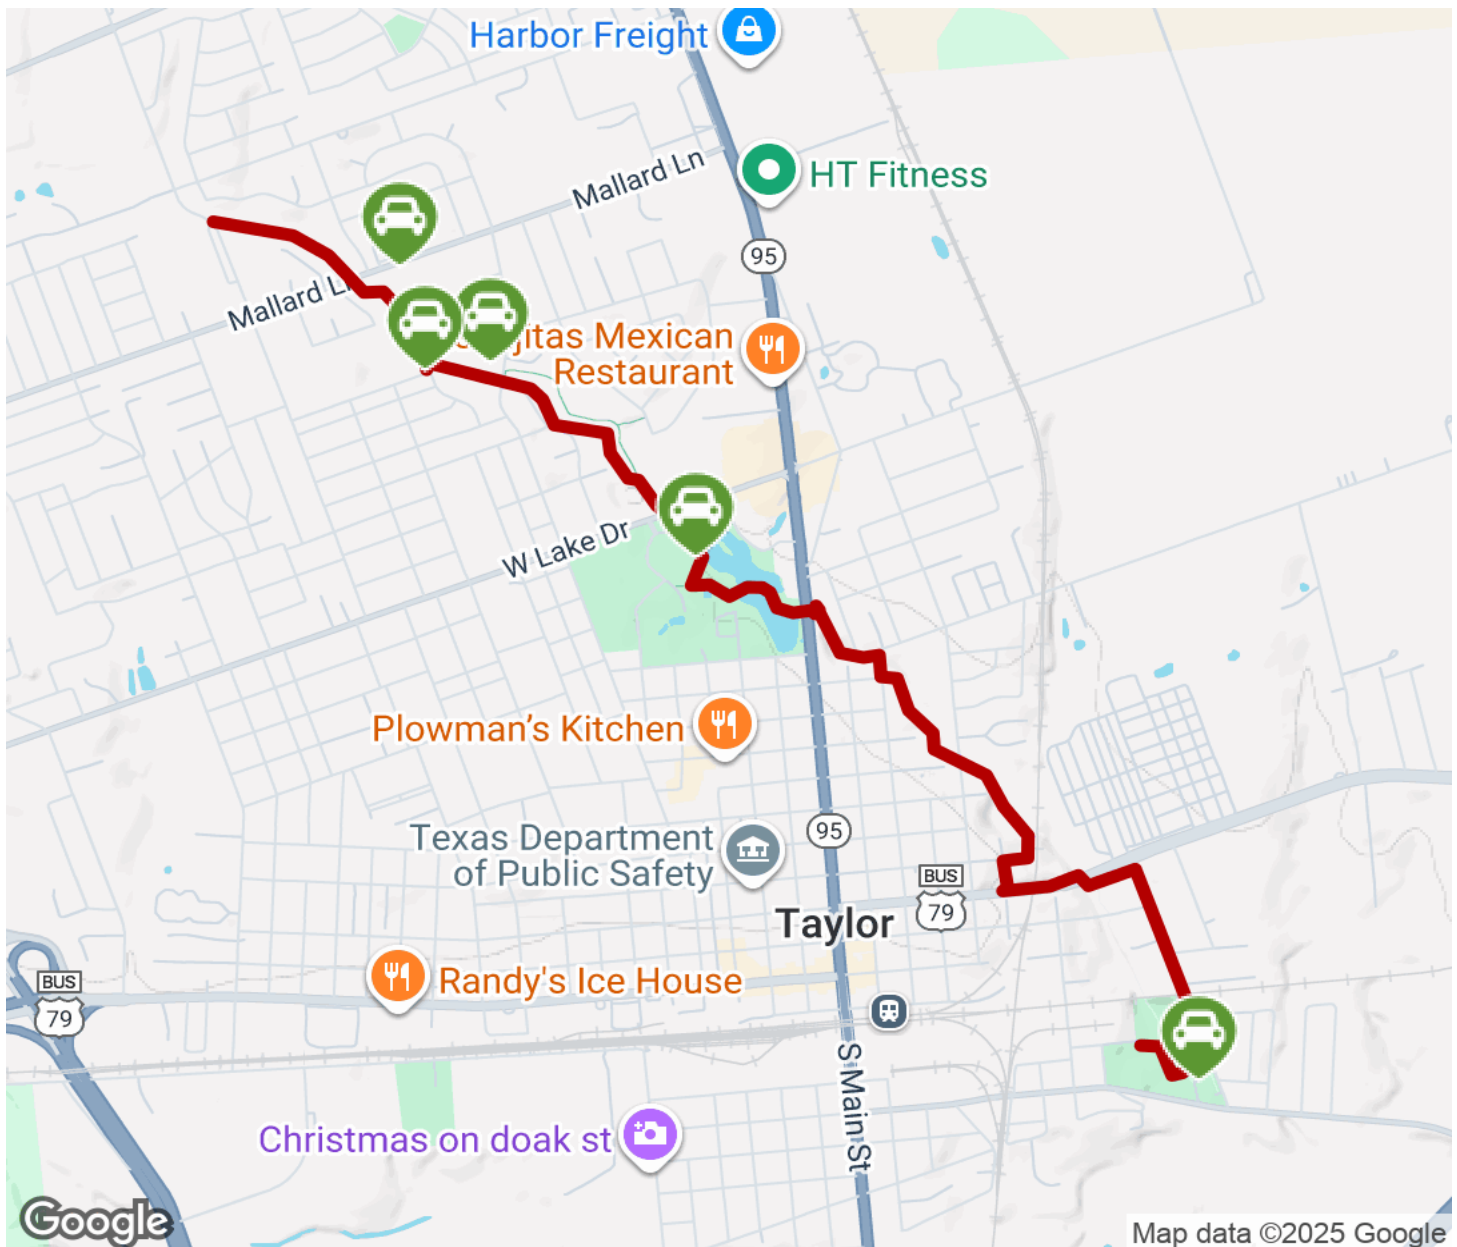 Harbor Freight
Mallard Ln
HT Fitness
95
Mallard L
jitas Mexican
Restaurant
W Lake Dr
Plowman's Kitchen
Texas Department
of Public Safety
95
BUS
79
Taylor
Randy's Ice House
BUS
79
S Main St
Christmas on doak st
Google
Map data ©2025 Google